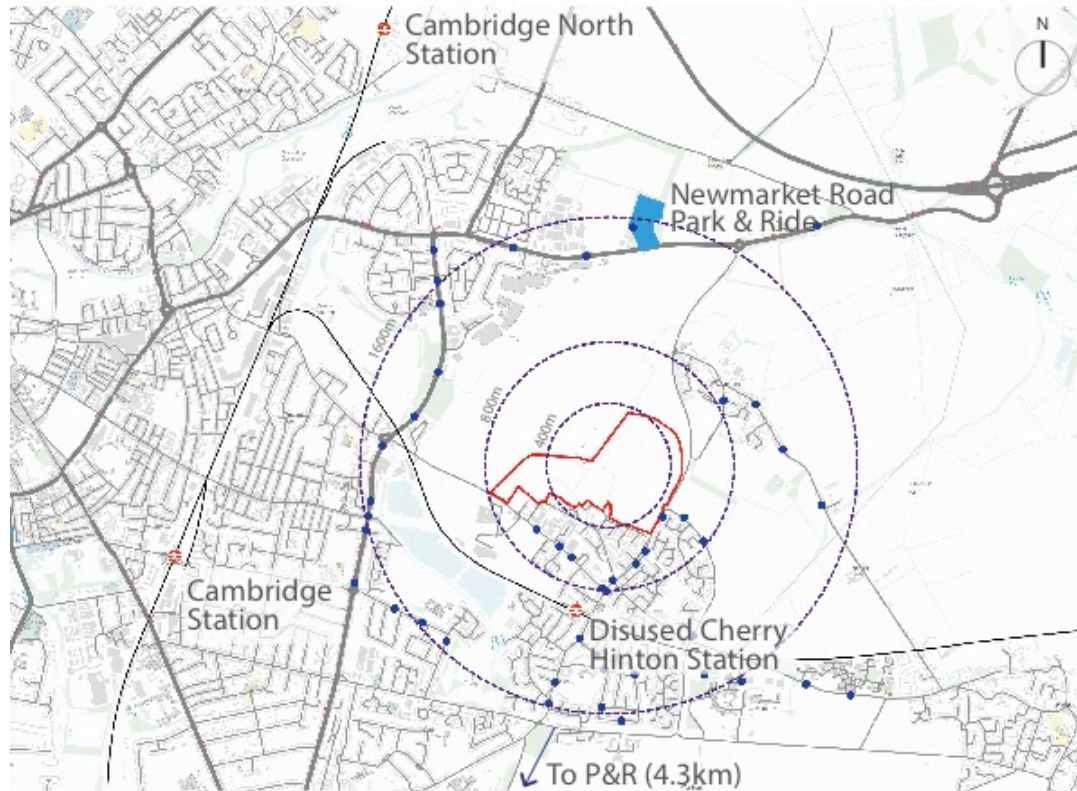 Cambridge North
Station
N
Newmarket Road
Park & Ride
1600m
800m
400m
Cambridge
Station
Disused Cherry
Hinton Station
To P&R (4.3km)